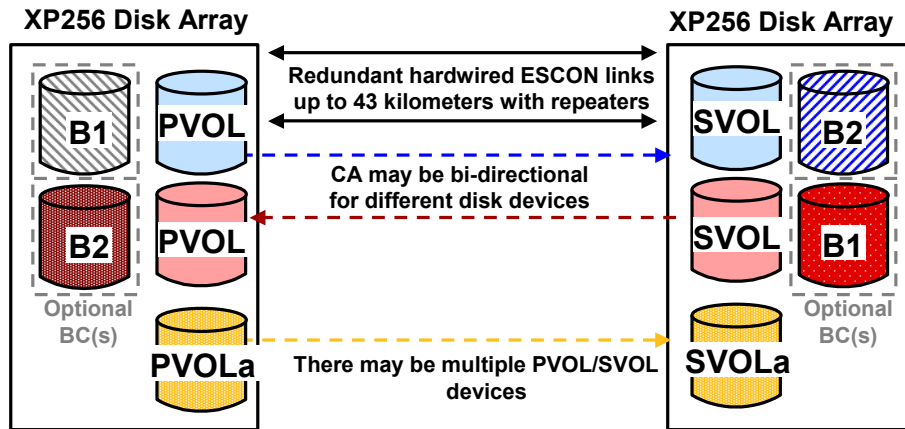 XP256 Disk Array
XP256 Disk Array
Redundant hardwired ESCON links
up to 43 kilometers with repeaters
B1
PVOL
SVOL
B2
CA may be bi-directional
for different disk devices
B2
PVOL
SVOL
B1
Optional
BC(s)
Optional
BC(s)
PVOLa
There may be multiple PVOL/SVOL
devices
SVOLa